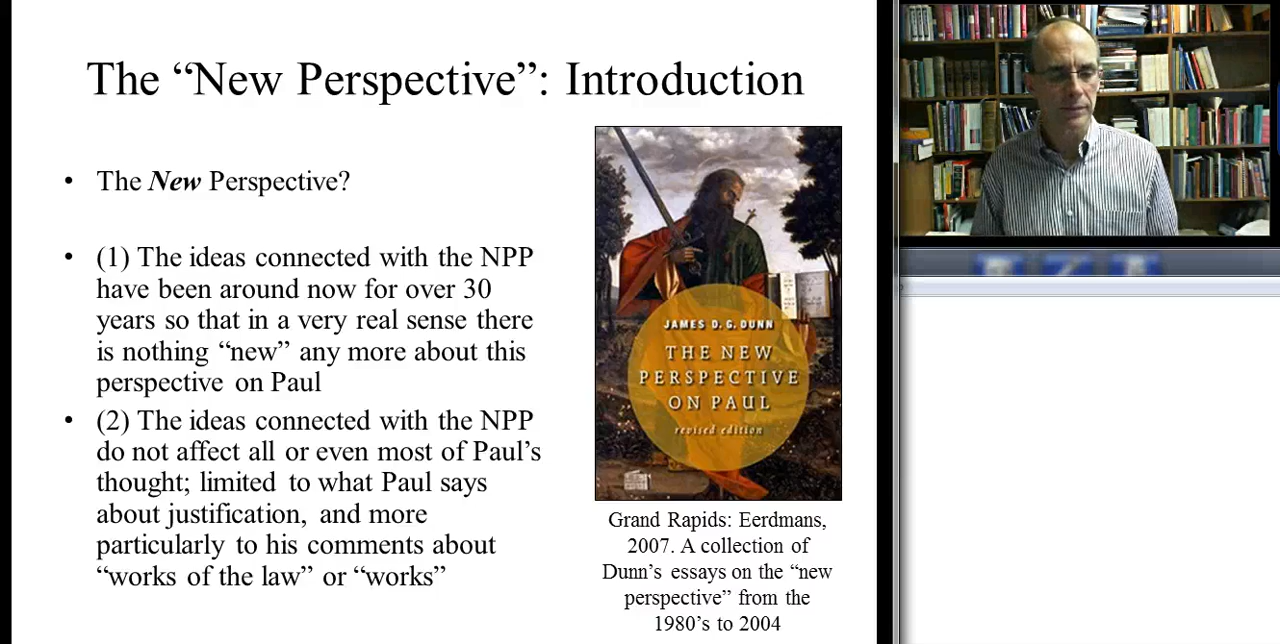 The “New Perspective”: Introduction
• The New Perspective?
• (1) The ideas connected with the NPP
have been around now for over 30
years so that in a very real sense there
is nothing “new” any more about this
perspective on Paul
• (2) The ideas connected with the NPP
do not affect all or even most of Paul’s
thought; limited to what Paul says
about justification, and more
particularly to his comments about
“works of the law” or “works”
JAMES D. G. DUNN
THE NEW
PERSPECTIVE
ON PAUL
revised edition
Grand Rapids: Eerdmans,
2007. A collection of
Dunn’s essays on the “new
perspective” from the
1980’s to 2004